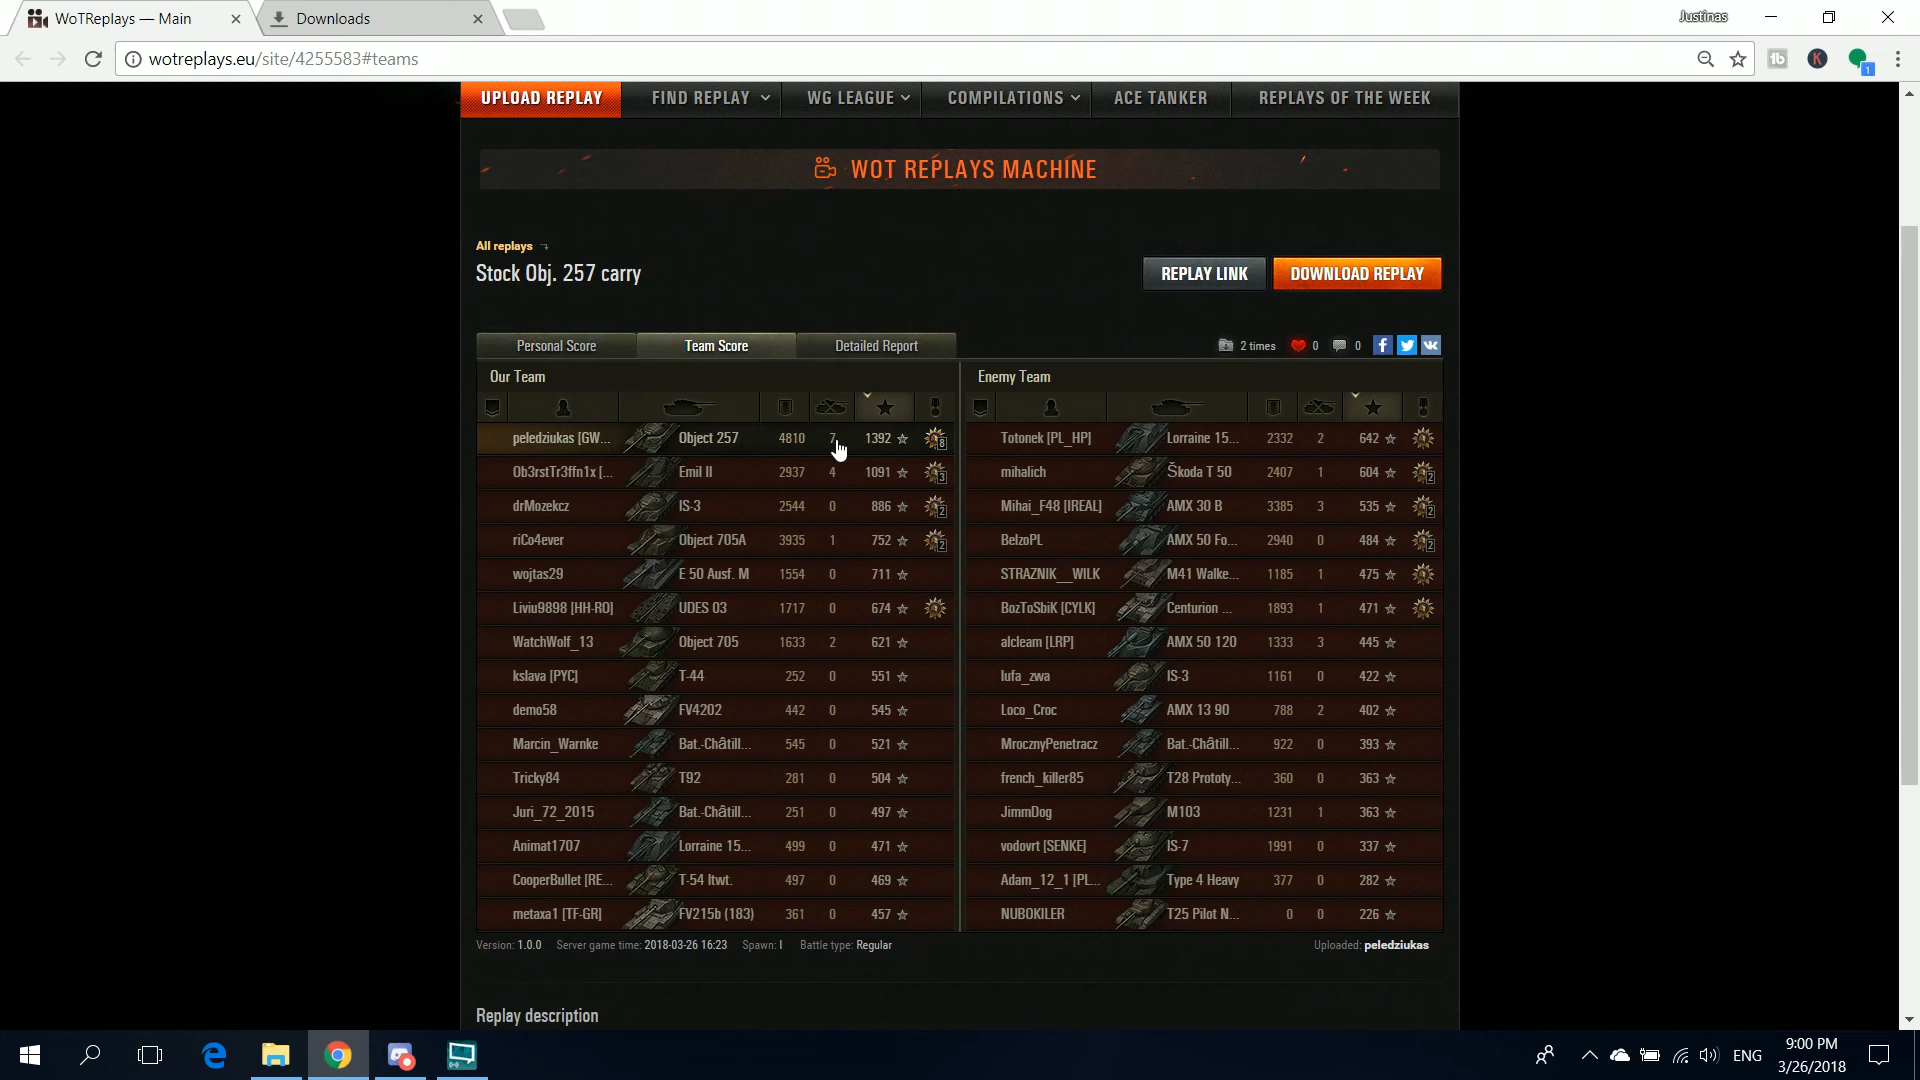 WoTReplays — Main
Downloads
Justinas
wotreplays.eu/site/4255583#teams
UPLOAD REPLAY
FIND REPLAY
WG LEAGUE
COMPILATIONS
ACE TANKER
REPLAYS OF THE WEEK
WOT REPLAYS MACHINE
All replays
Stock Obj. 257 carry
REPLAY LINK
DOWNLOAD REPLAY
Personal Score
Team Score
Detailed Report
2 times
0
0
Our Team
Enemy Team
peledziukas [GW... Object 257 4810 7 1392 8
Totonek [PL_HP] Lorraine 15... 2332 2 642
Ob3rstTr3ffn1x [... Emil II 2937 4 1091 3
mihalich Škoda T 50 2407 1 604 2
drMozekcz IS-3 2544 0 886 2
Mihai_F48 [IREAL] AMX 30 B 3385 3 535 2
riCo4ever Object 705A 3935 1 752 2
BelzoPL AMX 50 Fo... 2940 0 484 2
wojtas29 E 50 Ausf. M 1554 0 711
STRAZNIK__WILK M41 Walke... 1185 1 475
Liviu9898 [HH-RO] UDES 03 1717 0 674
BozToSbiK [CYLK] Centurion ... 1893 1 471
WatchWolf_13 Object 705 1633 2 621
alcleam [LRP] AMX 50 120 1333 3 445
kslava [PYC] T-44 252 0 551
lufa_zwa IS-3 1161 0 422
demo58 FV4202 442 0 545
Loco_Croc AMX 13 90 788 2 402
Marcin_Warnke Bat.-Châtill... 545 0 521
MrocznyPenetracz Bat.-Châtill... 922 0 393
Tricky84 T92 281 0 504
french_killer85 T28 Prototy... 360 0 363
Juri_72_2015 Bat.-Châtill... 251 0 497
JimmDog M103 1231 1 363
Animat1707 Lorraine 15... 499 0 471
vodovrt [SENKE] IS-7 1991 0 337
CooperBullet [RE... T-54 ltwt. 497 0 469
Adam_12_1 [PL... Type 4 Heavy 377 0 282
metaxa1 [TF-GR] FV215b (183) 361 0 457
NUBOKILER T25 Pilot N... 0 0 226
Version: 1.0.0 Server game time: 2018-03-26 16:23 Spawn: I Battle type: Regular
Uploaded: peledziukas
Replay description
ENG
9:00 PM
3/26/2018